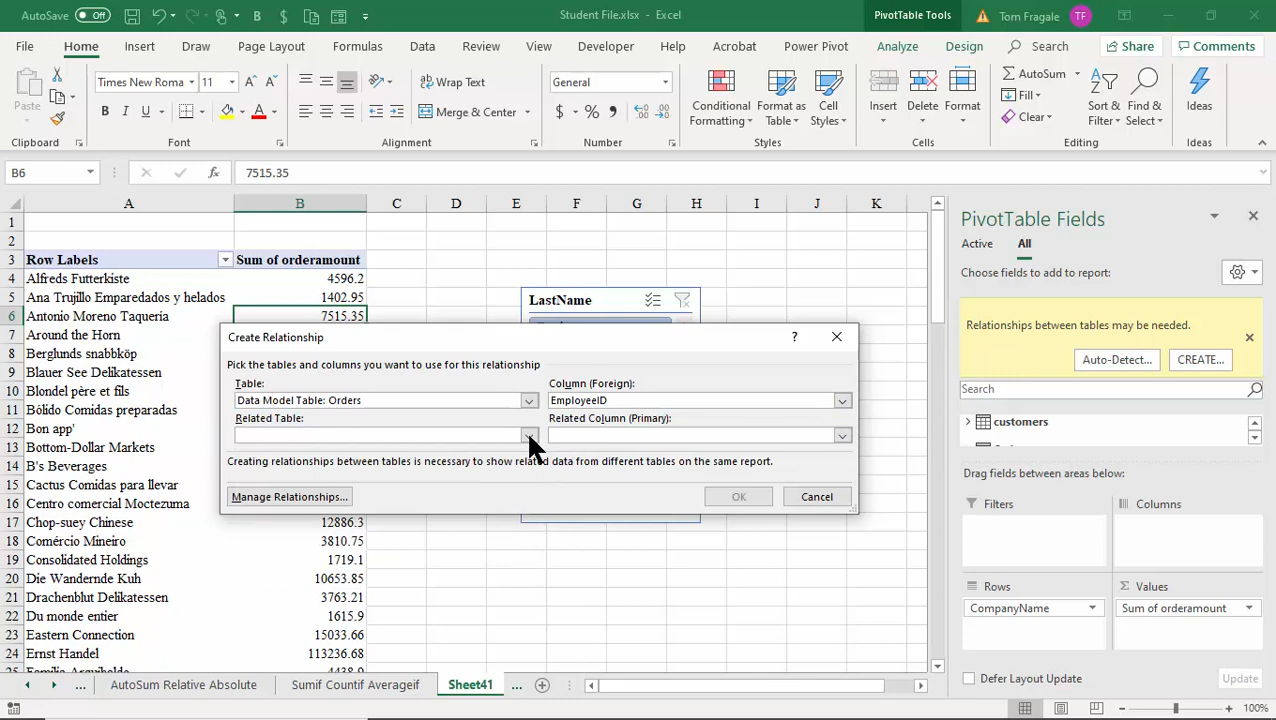 AutoSave Off Student File.xlsx - Excel PivotTable Tools Tom Fragale TF
File Home Insert Draw Page Layout Formulas Data Review View Developer Help Acrobat Power Pivot Analyze Design Search Share Comments
Paste Times New Roma 11 Wrap Text General Conditional Formatting Format as Table Cell Styles Insert Delete Format AutoSum Sort & Filter Find & Select Ideas
B I U Merge & Center $ % Fill Clear
Clipboard Font Alignment Number Styles Cells Editing Ideas
B6 fx 7515.35
A B C D E F G H I J K
1
2
3 Row Labels Sum of orderamount
4 Alfreds Futterkiste 4596.2
5 Ana Trujillo Emparedados y helados 1402.95
6 Antonio Moreno Taquería 7515.35
7 Around the Horn
8 Berglunds snabbköp
9 Blauer See Delikatessen
10 Blondel père et fils
11 Bólido Comidas preparadas
12 Bon app'
13 Bottom-Dollar Markets
14 B's Beverages
15 Cactus Comidas para llevar
16 Centro comercial Moctezuma
17 Chop-suey Chinese 12886.3
18 Comércio Mineiro 3810.75
19 Consolidated Holdings 1719.1
20 Die Wandernde Kuh 10653.85
21 Drachenblut Delikatessen 3763.21
22 Du monde entier 1615.9
23 Eastern Connection 15033.66
24 Ernst Handel 113236.68
25
LastName
Create Relationship ?
Pick the tables and columns you want to use for this relationship
Table: Column (Foreign):
Data Model Table: Orders EmployeeID
Related Table: Related Column (Primary):
Creating relationships between tables is necessary to show related data from different tables on the same report.
Manage Relationships... OK Cancel
PivotTable Fields
Active All
Choose fields to add to report:
Relationships between tables may be needed.
Auto-Detect... CREATE...
Search
customers
Drag fields between areas below:
Filters Columns
Rows Σ Values
CompanyName Sum of orderamount
Defer Layout Update Update
... AutoSum Relative Absolute Sumif Countif Averageif Sheet41 ...
100%